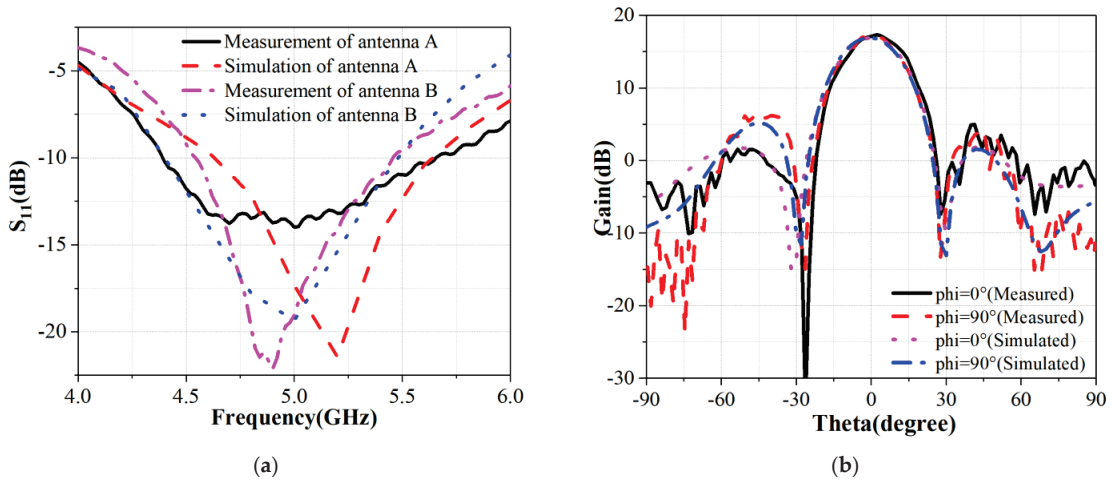 Measurement of antenna A
Simulation of antenna A
Measurement of antenna B
Simulation of antenna B
-5
-10
-15
-20
S11(dB)
4.0 4.5 5.0 5.5 6.0
Frequency(GHz)
(a)
20
10
0
-10
-20
-30
Gain(dB)
phi=0°(Measured)
phi=90°(Measured)
phi=0°(Simulated)
phi=90°(Simulated)
-90 -60 -30 0 30 60 90
Theta(degree)
(b)